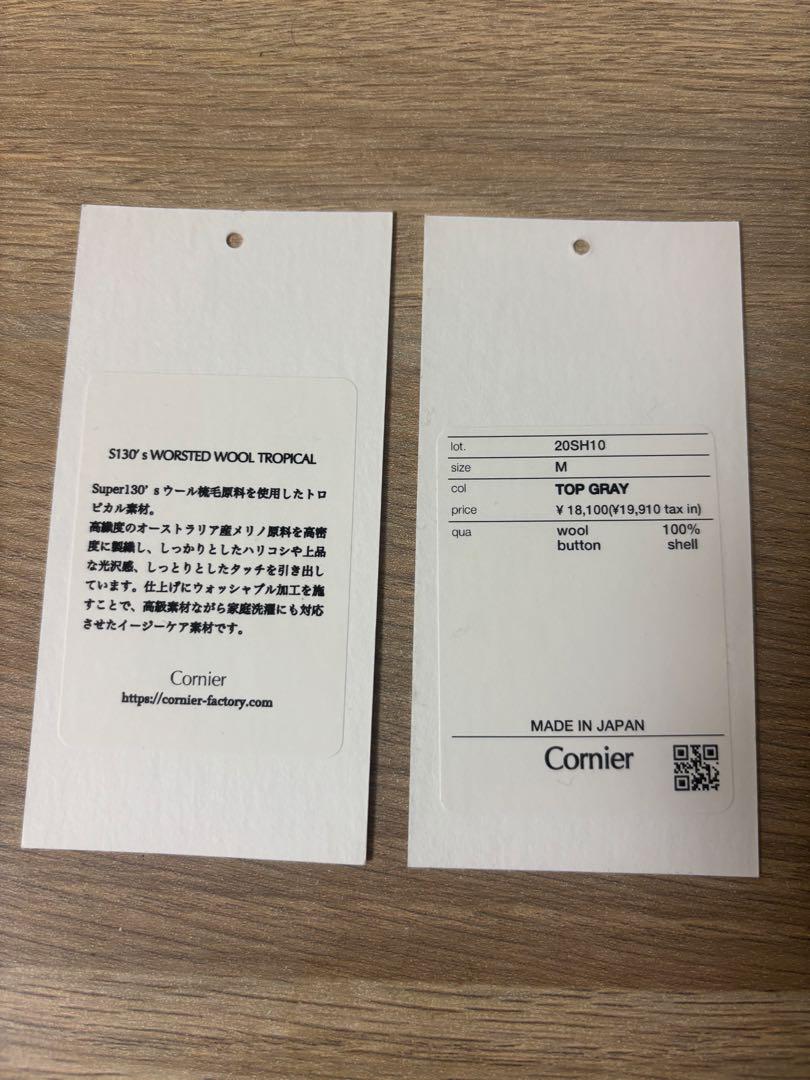 S130's WORSTED WOOL TROPICAL
Super130's ウール梳毛原料を使用したトロ
ピカル素材。
高繊度のオーストラリア産メリノ原料を高密
度に製織し、しっかりとしたハリコシや上品
な光沢感、しっとりとしたタッチを引き出し
ています。仕上げにウォッシャブル加工を施
すことで、高級素材ながら家庭洗濯にも対応
させたイージーケア素材です。
Cornier
https://cornier-factory.com
lot. 20SH10
size M
col TOP GRAY
price ¥ 18,100(¥19,910 tax in)
qua wool 100%
button shell
MADE IN JAPAN
Cornier